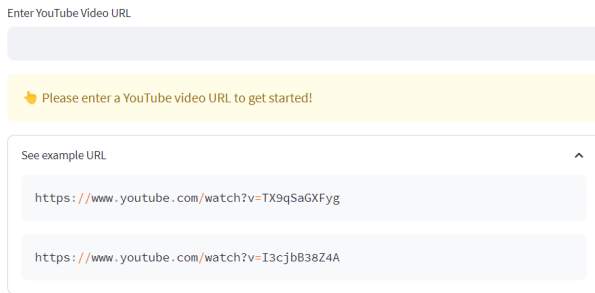 Enter YouTube Video URL
👆 Please enter a YouTube video URL to get started!
See example URL
https://www.youtube.com/watch?v=TX9qSaGXFyg
https://www.youtube.com/watch?v=I3cjbB38Z4A